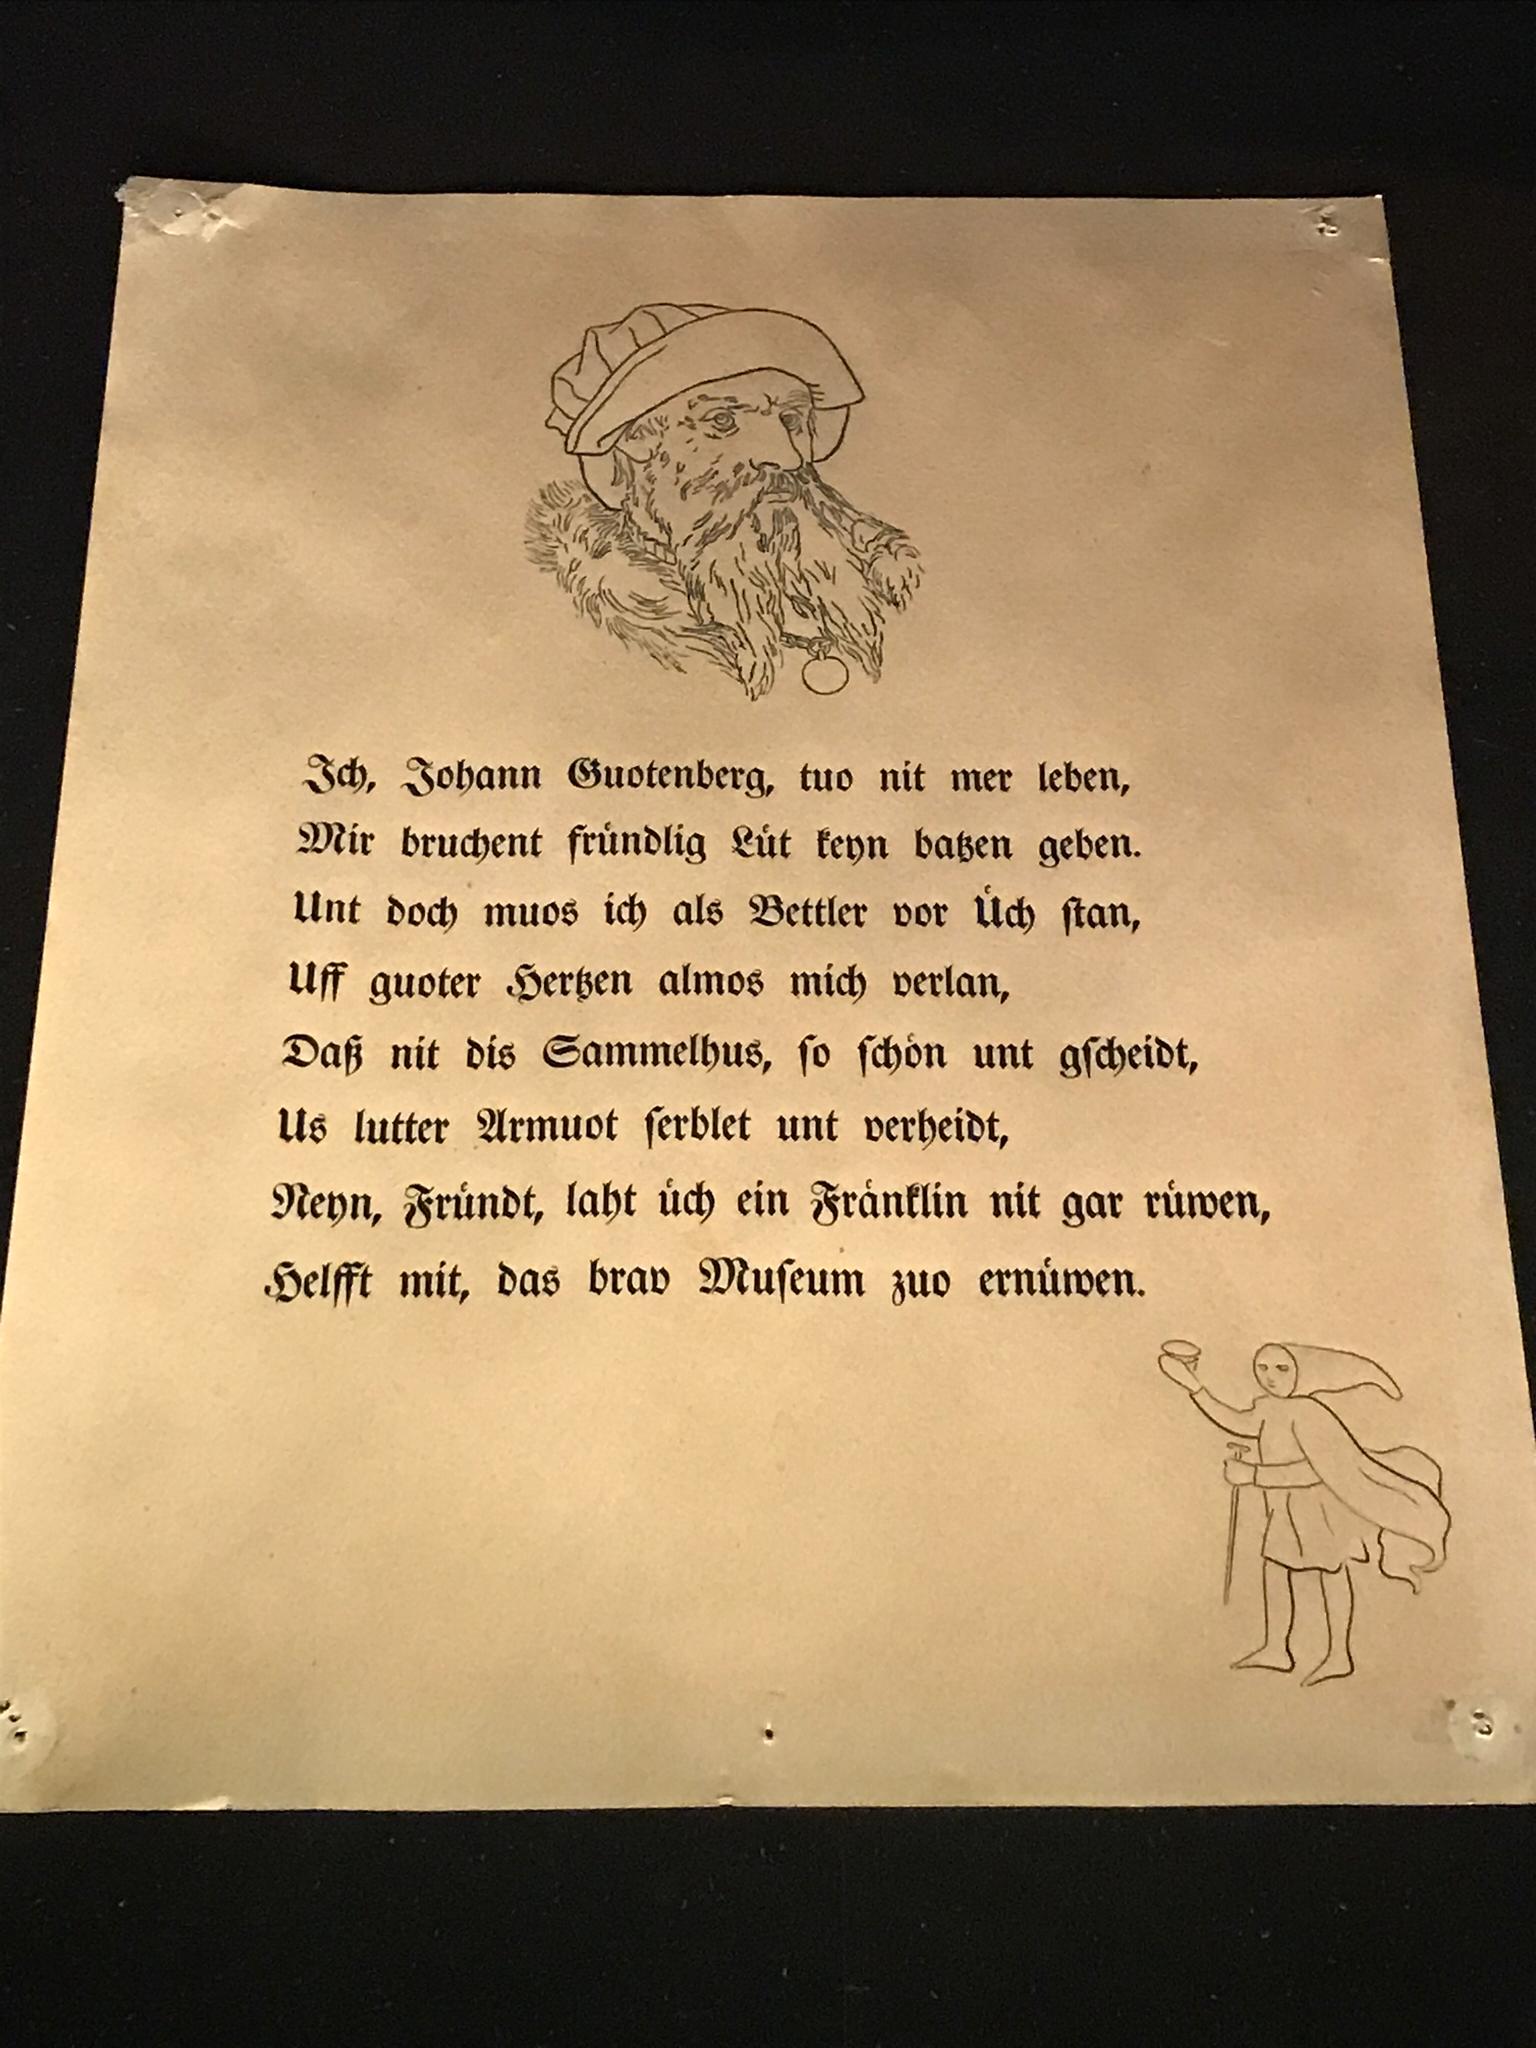 Ich, Johann Guotenberg, tuo nit mer leben,
Mir bruchent fründlig Lüt keyn batzen geben.
Unt doch muos ich als Bettler vor Üch ſtan,
Uff guoter Hertzen almos mich verlan,
Daß nit dis Sammelhus, ſo ſchön unt gſcheidt,
Us lutter Armuot ſerblet unt verheidt,
Neyn, Fründt, laht üch ein Fränklin nit gar rüwen,
Helfft mit, das brav Muſeum zuo ernüwen.